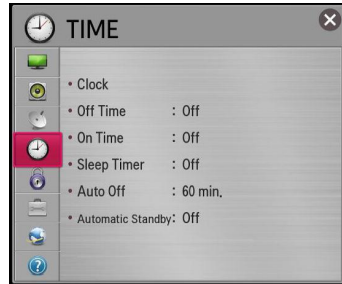 TIME
• Clock
• Off Time : Off
• On Time : Off
• Sleep Timer : Off
• Auto Off : 60 min.
• Automatic Standby: Off